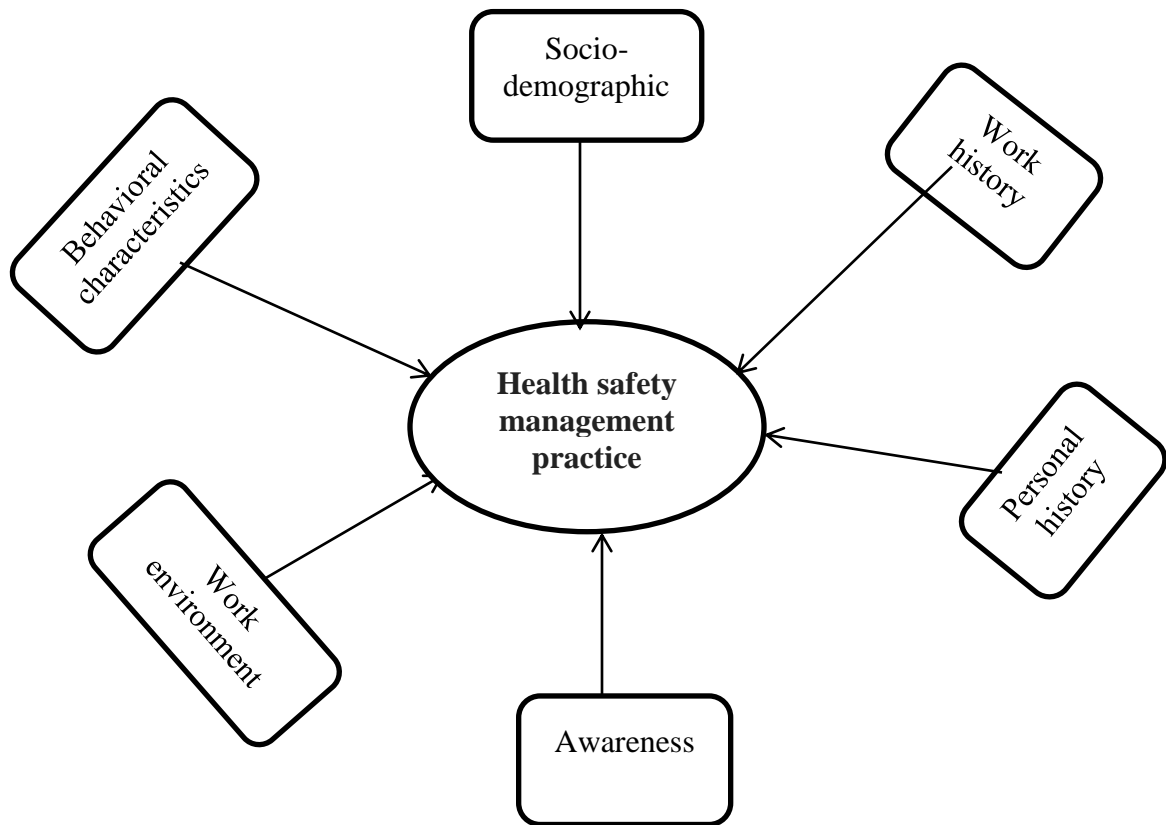 Socio-
demographic
Work
history
Behavioral
characteristics
Health safety
management
practice
Personal
history
Work
environment
Awareness